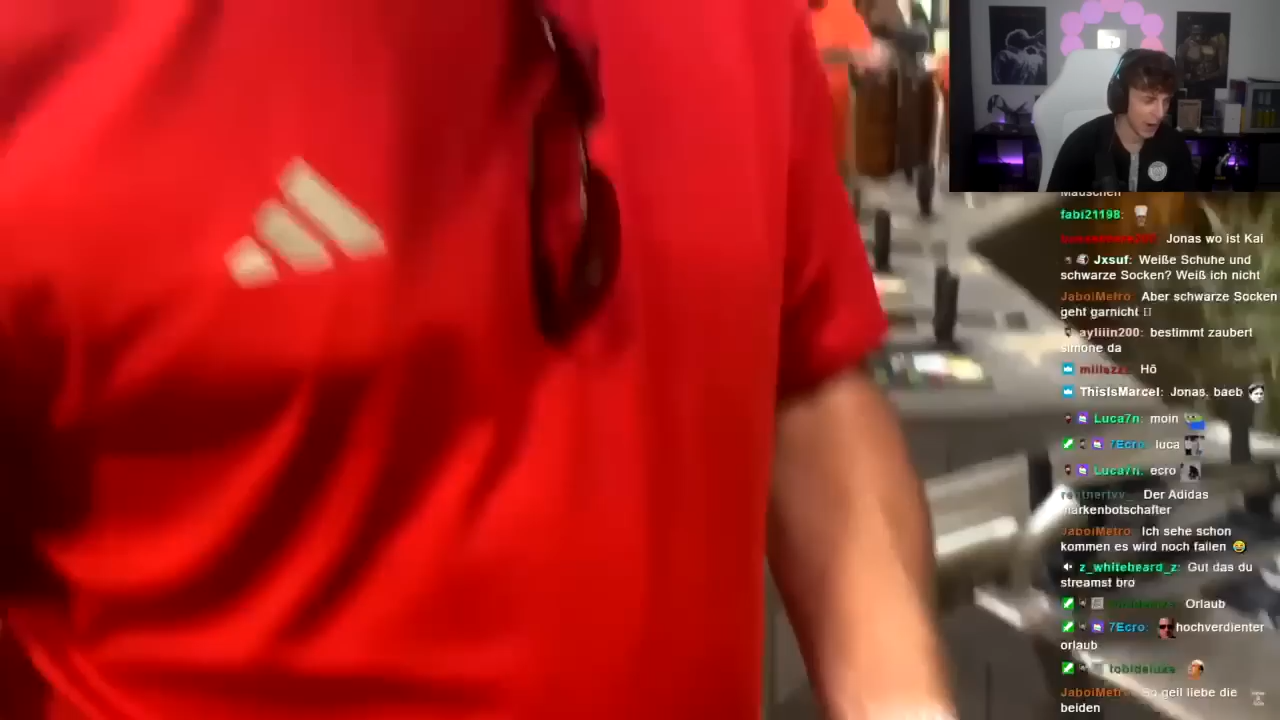 Mauschen
fabi21198:
Jonas wo ist Kai
Jxsuf: Weiße Schuhe und
schwarze Socken? Weiß ich nicht
JaboiMetro: Aber schwarze Socken
geht garnicht
ayliiin200: bestimmt zaubert
simone da
millazzz: Hö
ThisIsMarcel: Jonas, baeb
Luca7n: moin
7Ecro: luca
Luca7n: ecro
rentnertvv_: Der Adidas
markenbotschafter
JaboiMetro: Ich sehe schon
kommen es wird noch fallen
z_whitebeard_z: Gut das du
streamst bro
Orlaub
7Ecro: hochverdienter
orlaub
tobideluxe
JaboiMetro: So geil liebe die
beiden